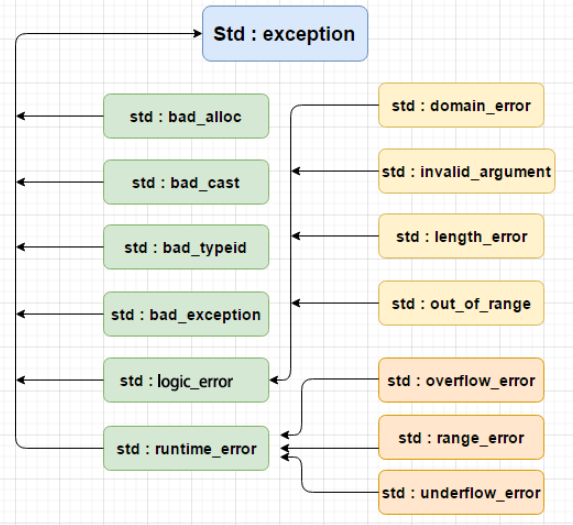 Std : exception
std : bad_alloc
std : bad_cast
std : bad_typeid
std : bad_exception
std : logic_error
std : runtime_error
std : domain_error
std : invalid_argument
std : length_error
std : out_of_range
std : overflow_error
std : range_error
std : underflow_error